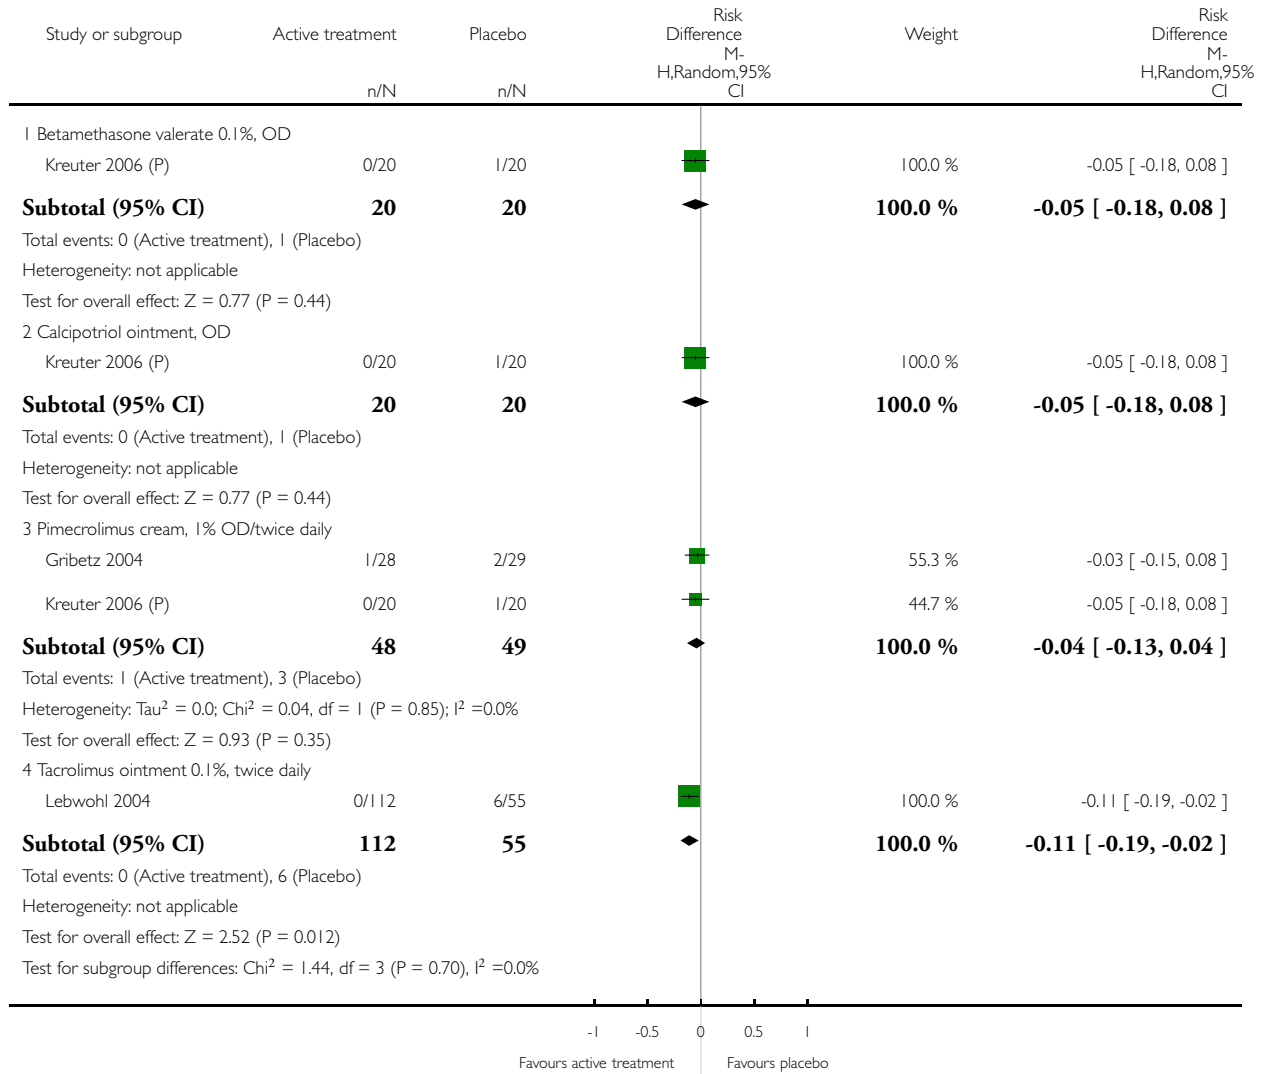 Study or subgroup Active treatment Placebo Risk Difference M-H,Random,95% CI Weight Risk Difference M-H,Random,95% CI
n/N n/N
1 Betamethasone valerate 0.1%, OD
Kreuter 2006 (P) 0/20 1/20 100.0 % -0.05 [ -0.18, 0.08 ]
Subtotal (95% CI) 20 20 100.0 % -0.05 [ -0.18, 0.08 ]
Total events: 0 (Active treatment), 1 (Placebo)
Heterogeneity: not applicable
Test for overall effect: Z = 0.77 (P = 0.44)
2 Calcipotriol ointment, OD
Kreuter 2006 (P) 0/20 1/20 100.0 % -0.05 [ -0.18, 0.08 ]
Subtotal (95% CI) 20 20 100.0 % -0.05 [ -0.18, 0.08 ]
Total events: 0 (Active treatment), 1 (Placebo)
Heterogeneity: not applicable
Test for overall effect: Z = 0.77 (P = 0.44)
3 Pimecrolimus cream, 1% OD/twice daily
Gribetz 2004 1/28 2/29 55.3 % -0.03 [ -0.15, 0.08 ]
Kreuter 2006 (P) 0/20 1/20 44.7 % -0.05 [ -0.18, 0.08 ]
Subtotal (95% CI) 48 49 100.0 % -0.04 [ -0.13, 0.04 ]
Total events: 1 (Active treatment), 3 (Placebo)
Heterogeneity: Tau² = 0.0; Chi² = 0.04, df = 1 (P = 0.85); I² =0.0%
Test for overall effect: Z = 0.93 (P = 0.35)
4 Tacrolimus ointment 0.1%, twice daily
Lebwohl 2004 0/112 6/55 100.0 % -0.11 [ -0.19, -0.02 ]
Subtotal (95% CI) 112 55 100.0 % -0.11 [ -0.19, -0.02 ]
Total events: 0 (Active treatment), 6 (Placebo)
Heterogeneity: not applicable
Test for overall effect: Z = 2.52 (P = 0.012)
Test for subgroup differences: Chi² = 1.44, df = 3 (P = 0.70), I² =0.0%
-1 -0.5 0 0.5 1
Favours active treatment Favours placebo